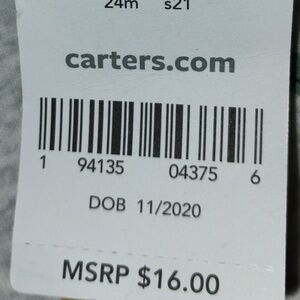 24m s21
carters.com
1 94135 04375 6
DOB 11/2020
MSRP $16.00